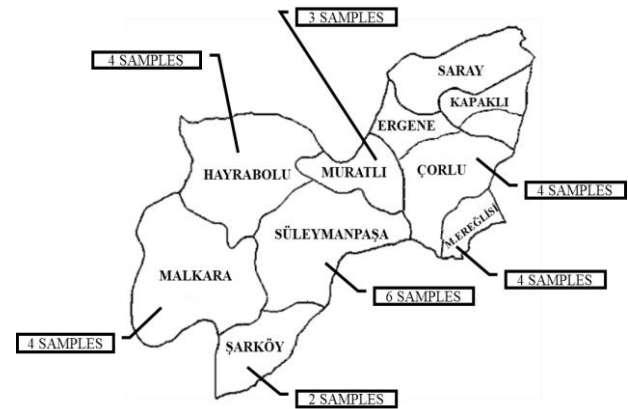 3 SAMPLES
4 SAMPLES
SARAY
KAPAKLI
ERGENE
HAYRABOLU
MURATLI
ÇORLU
4 SAMPLES
M.EREĞLİSİ
SÜLEYMANPAŞA
MALKARA
4 SAMPLES
6 SAMPLES
4 SAMPLES
ŞARKÖY
2 SAMPLES